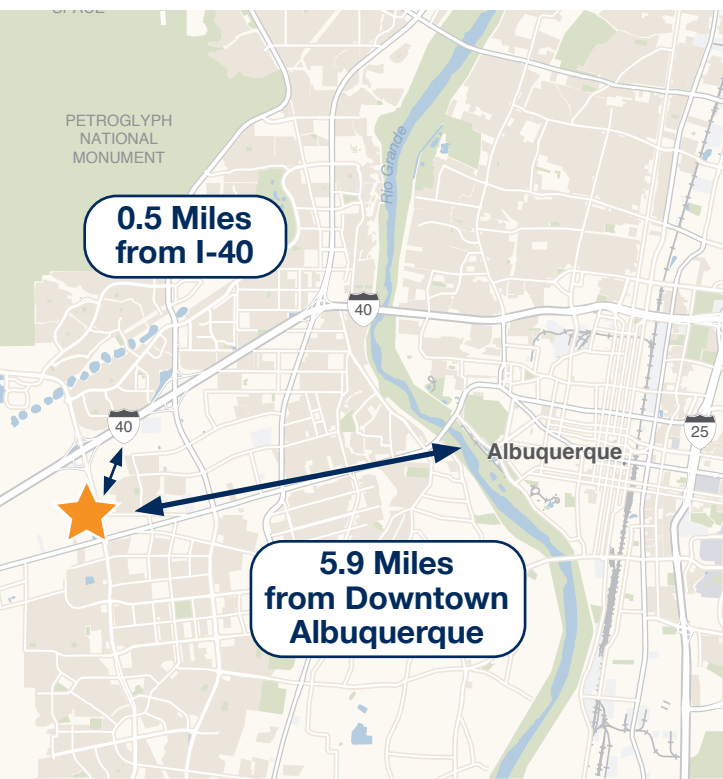 SPACE
PETROGLYPH
NATIONAL
MONUMENT
Rio Grande
0.5 Miles
from I-40
40
40
25
Albuquerque
5.9 Miles
from Downtown
Albuquerque